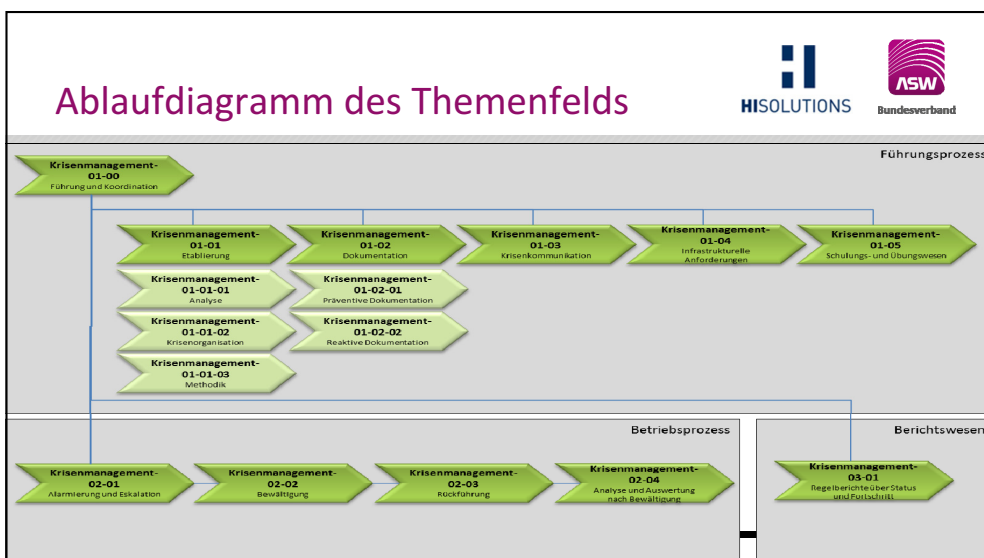 Ablaufdiagramm des Themenfelds
HISOLUTIONS
ASW
Bundesverband
Führungsprozess
Krisenmanagement-
01-00
Führung und Koordination
Krisenmanagement-
01-01
Etablierung
Krisenmanagement-
01-02
Dokumentation
Krisenmanagement-
01-03
Krisenkommunikation
Krisenmanagement-
01-04
Infrastrukturelle
Anforderungen
Krisenmanagement-
01-05
Schulungs- und Übungswesen
Krisenmanagement-
01-01-01
Analyse
Krisenmanagement-
01-02-01
Präventive Dokumentation
Krisenmanagement-
01-01-02
Krisenorganisation
Krisenmanagement-
01-02-02
Reaktive Dokumentation
Krisenmanagement-
01-01-03
Methodik
Betriebsprozess
Krisenmanagement-
02-01
Alarmierung und Eskalation
Krisenmanagement-
02-02
Bewältigung
Krisenmanagement-
02-03
Rückführung
Krisenmanagement-
02-04
Analyse und Auswertung
nach Bewältigung
Berichtswesen
Krisenmanagement-
03-01
Regelberichte über Status
und Fortschritt